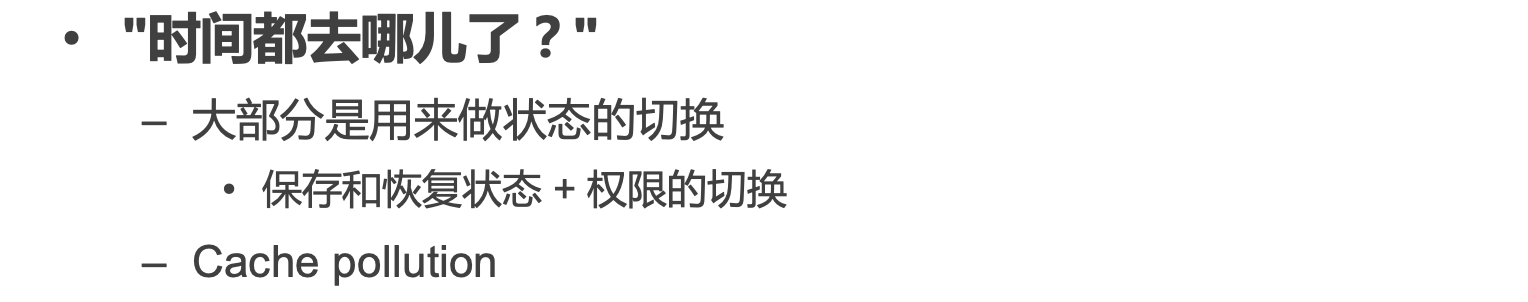 • "时间都去哪儿了？"
– 大部分是用来做状态的切换
• 保存和恢复状态 + 权限的切换
– Cache pollution